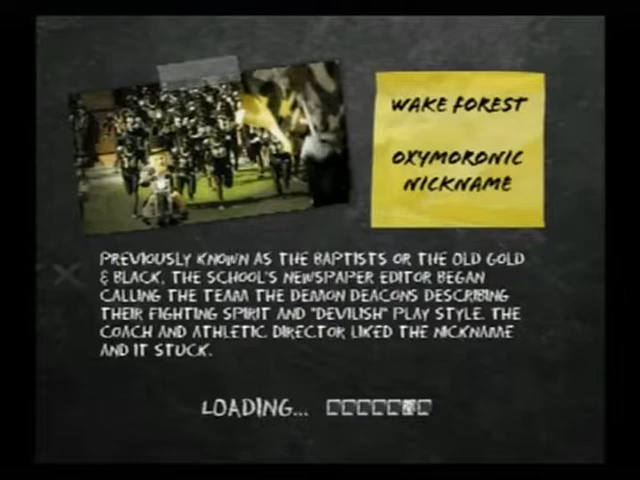 WAKE FOREST
OXYMORONIC
NICKNAME
PREVIOUSLY KNOWN AS THE BAPTISTS OR THE OLD GOLD
& BLACK, THE SCHOOL'S NEWSPAPER EDITOR BEGAN
CALLING THE TEAM THE DEMON DEACONS DESCRIBING
THEIR FIGHTING SPIRIT AND "DEVILISH" PLAY STYLE. THE
COACH AND ATHLETIC DIRECTOR LIKED THE NICKNAME
AND IT STUCK.
LOADING...